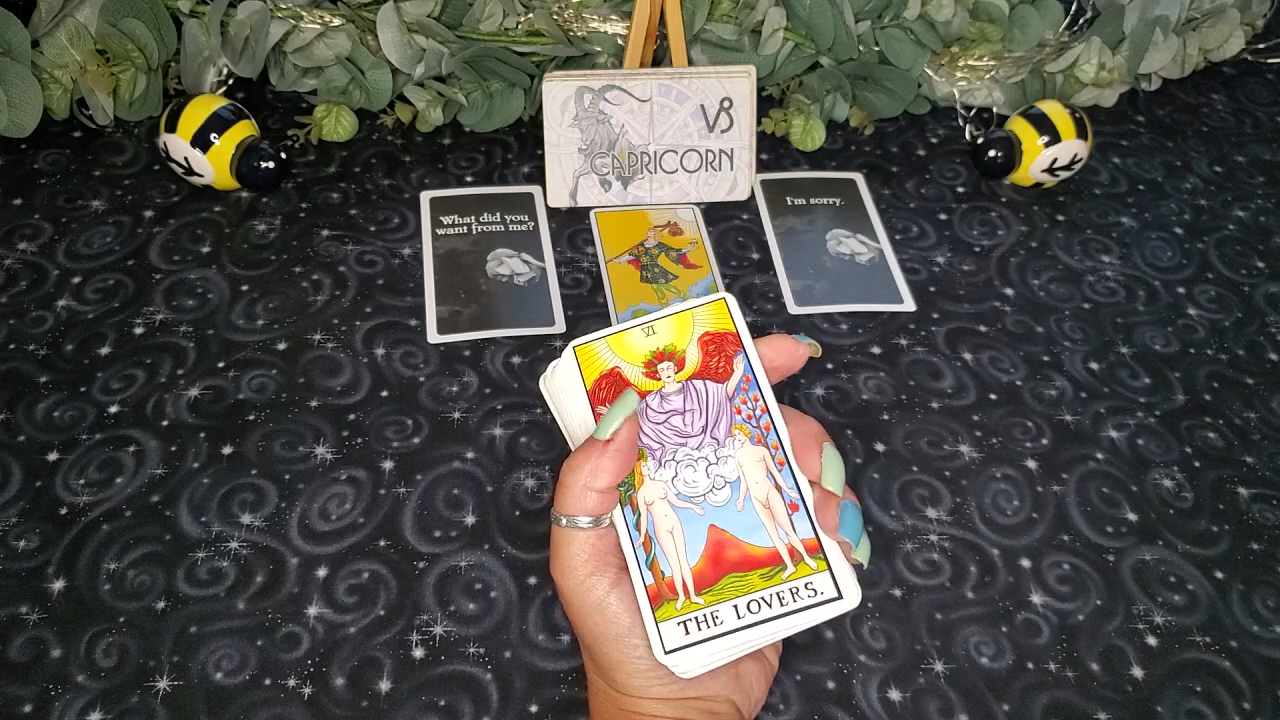 CAPRICORN
What did you
want from me?
I'm sorry.
VI
THE LOVERS.